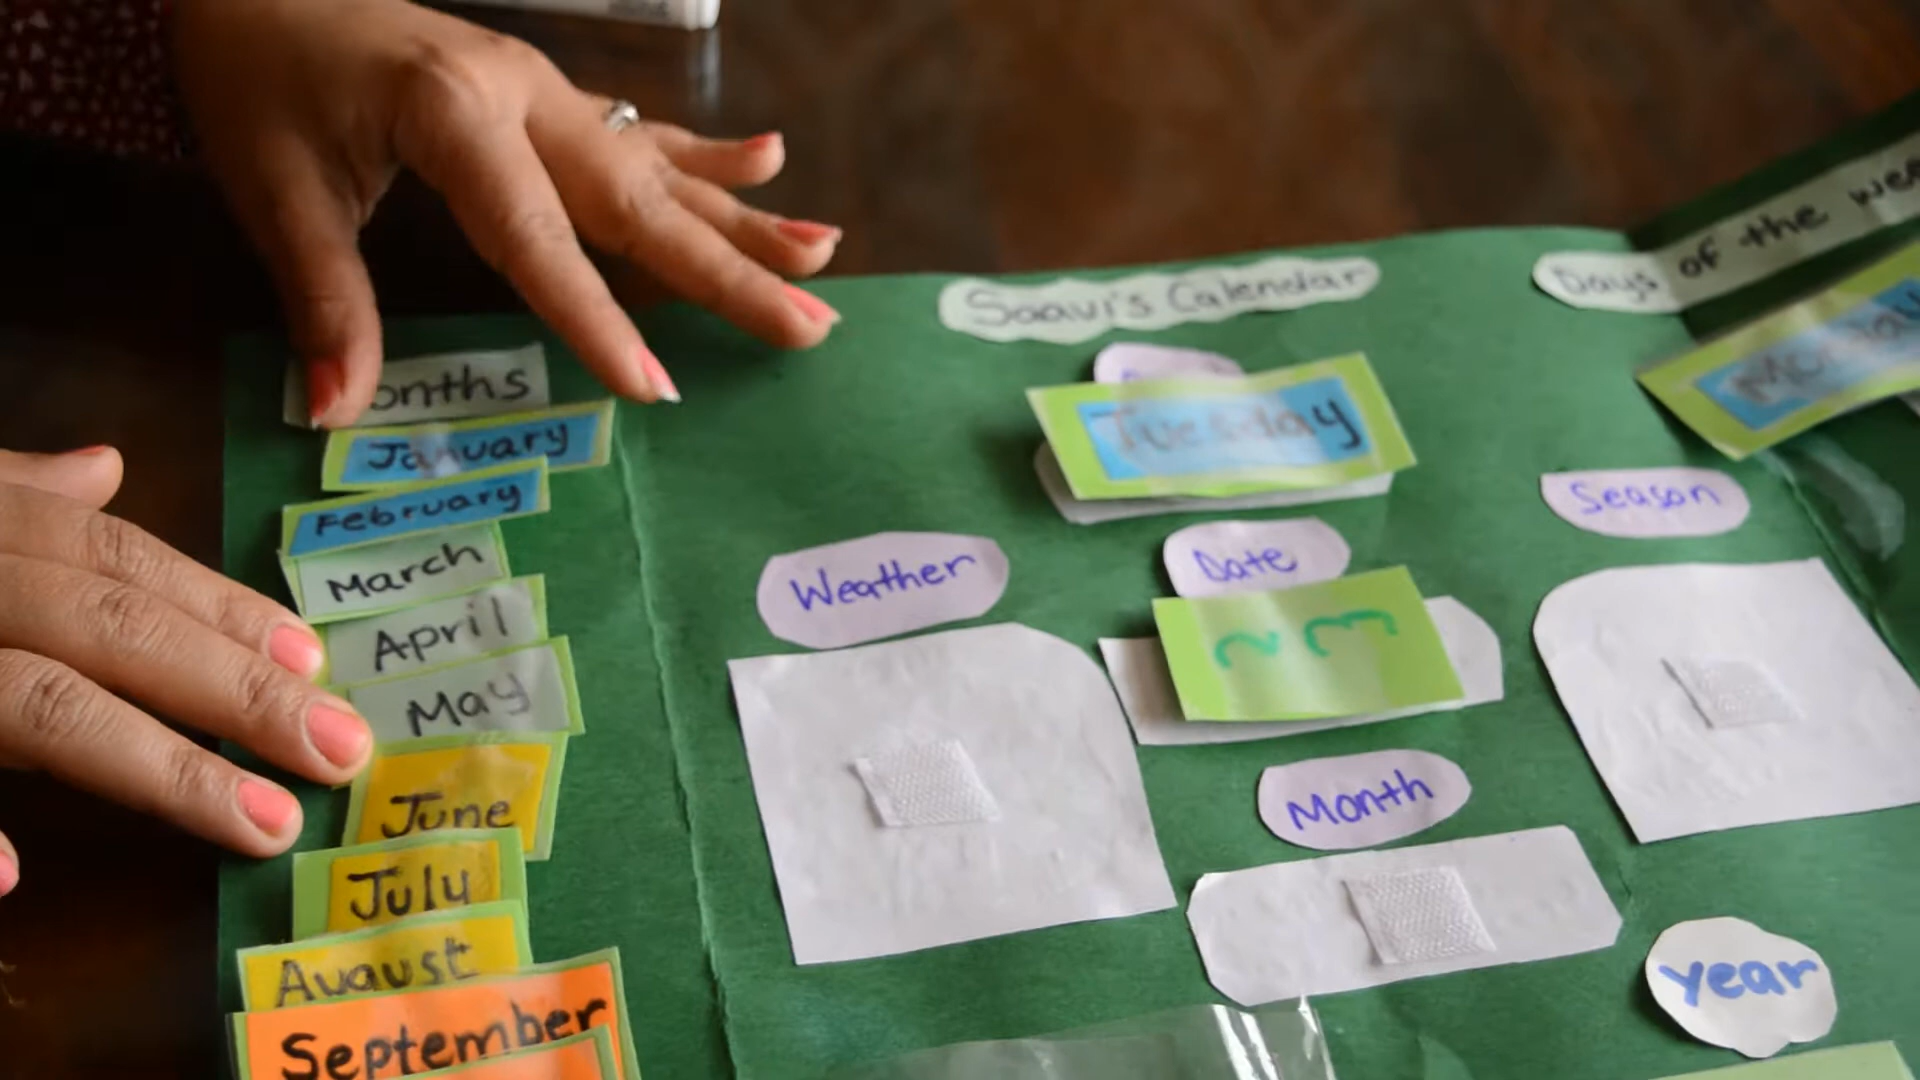 Saavi's Calendar
Days of the
onths
January
February
March
April
May
June
July
August
September
Tuesday
Monday
Weather
Date
23
Season
Month
year